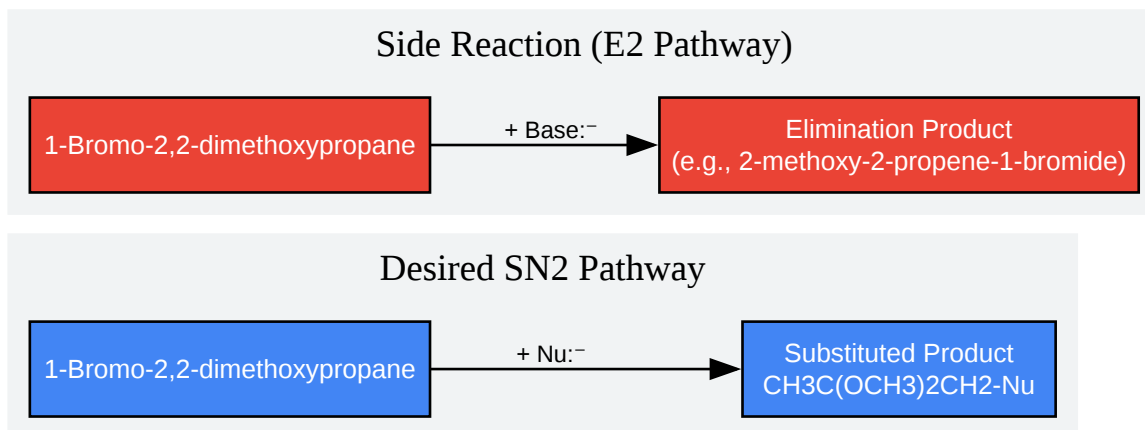 Side Reaction (E2 Pathway)
1-Bromo-2,2-dimethoxypropane
+ Base:⁻
Elimination Product
(e.g., 2-methoxy-2-propene-1-bromide)
Desired SN2 Pathway
1-Bromo-2,2-dimethoxypropane
+ Nu:⁻
Substituted Product
CH3C(OCH3)2CH2-Nu